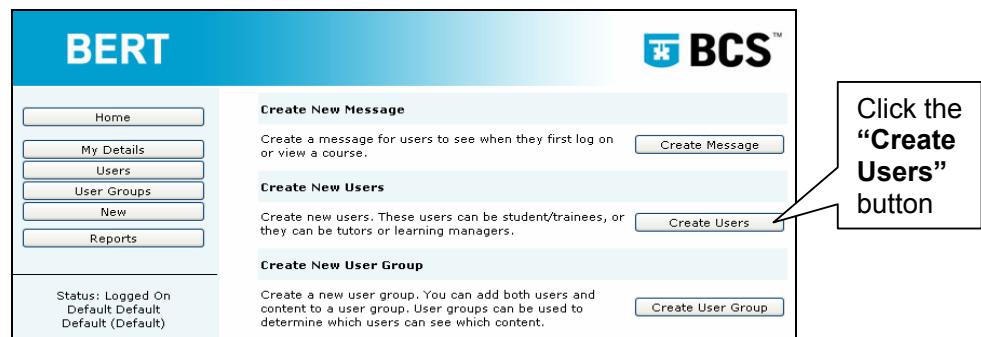 BERT
BCS™
Home
My Details
Users
User Groups
New
Reports
Status: Logged On
Default Default
Default (Default)
Create New Message
Create a message for users to see when they first log on
or view a course.
Create Message
Create New Users
Create new users. These users can be student/trainees, or
they can be tutors or learning managers.
Create Users
Create New User Group
Create a new user group. You can add both users and
content to a user group. User groups can be used to
determine which users can see which content.
Create User Group
Click the
“Create
Users”
button